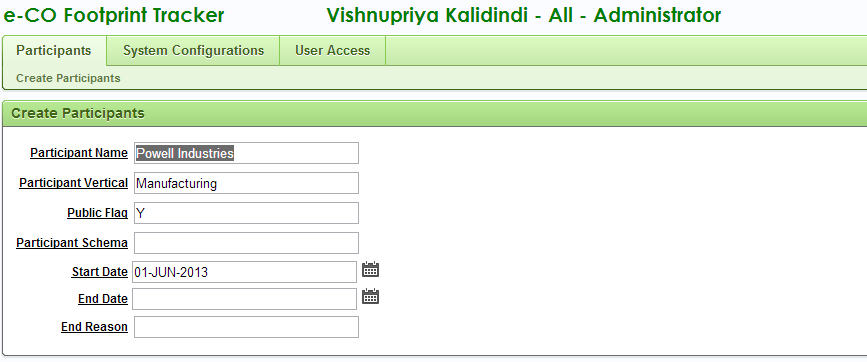 e-CO Footprint Tracker Vishnupriya Kalidindi - All - Administrator
Participants System Configurations User Access
Create Participants
Create Participants
Participant Name Powell Industries
Participant Vertical Manufacturing
Public Flag Y
Participant Schema
Start Date 01-JUN-2013
End Date
End Reason